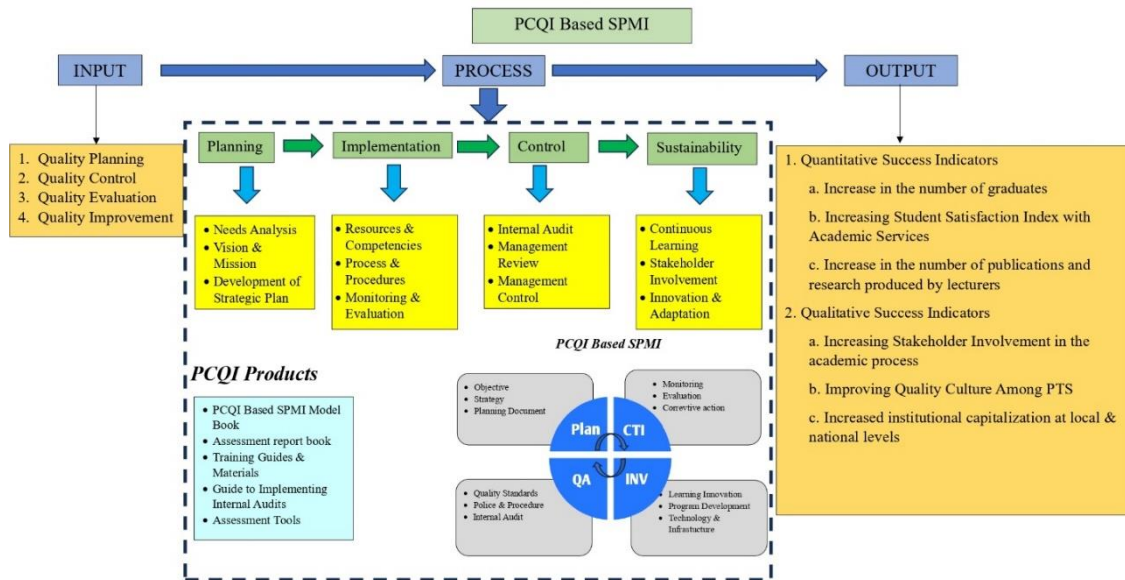 PCQI Based SPMI
INPUT
PROCESS
OUTPUT
1. Quality Planning
2. Quality Control
3. Quality Evaluation
4. Quality Improvement
Planning
Implementation
Control
Sustainability
• Needs Analysis
• Vision &
Mission
• Development of
Strategic Plan
• Resources &
Competencies
• Process &
Procedures
• Monitoring &
Evaluation
• Internal Audit
• Management
Review
• Management
Control
• Continuous
Learning
• Stakeholder
Involvement
• Innovation &
Adaptation
PCQI Based SPMI
PCQI Products
• PCQI Based SPMI Model
Book
• Assessment report book
• Training Guides &
Materials
• Guide to Implementing
Internal Audits
• Assessment Tools
• Objective
• Strategy
• Planning Document
• Monitoring
• Evaluation
• Correvtive action
Plan
CTI
QA
INV
• Quality Standards
• Police & Procedure
• Internal Audit
• Learning Innovation
• Program Development
• Technology &
Infrastucture
1. Quantitative Success Indicators
a. Increase in the number of graduates
b. Increasing Student Satisfaction Index with
Academic Services
c. Increase in the number of publications and
research produced by lecturers
2. Qualitative Success Indicators
a. Increasing Stakeholder Involvement in the
academic process
b. Improving Quality Culture Among PTS
c. Increased institutional capitalization at local &
national levels